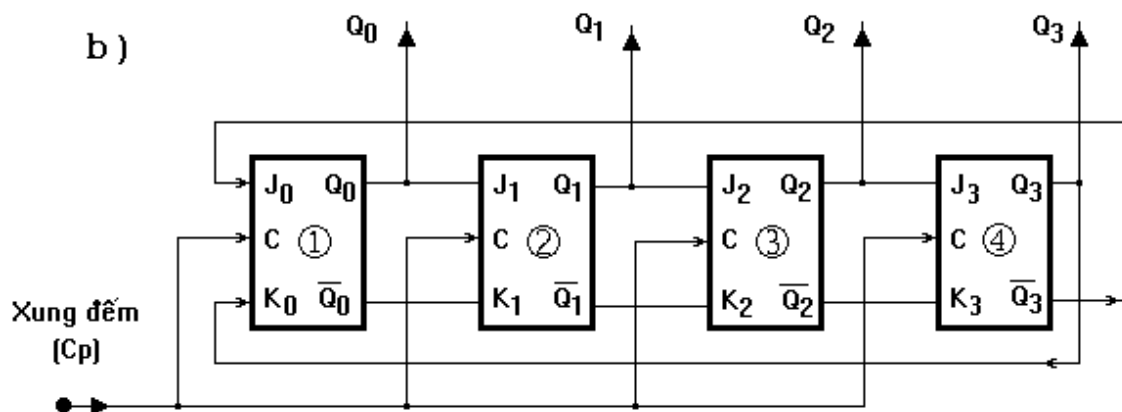 b ) Q0 Q1 Q2 Q3
J0 Q0 J1 Q1 J2 Q2 J3 Q3
C ① C ② C ③ C ④
K0 Q̅0 K1 Q̅1 K2 Q̅2 K3 Q̅3
Xung đếm
(Cp)